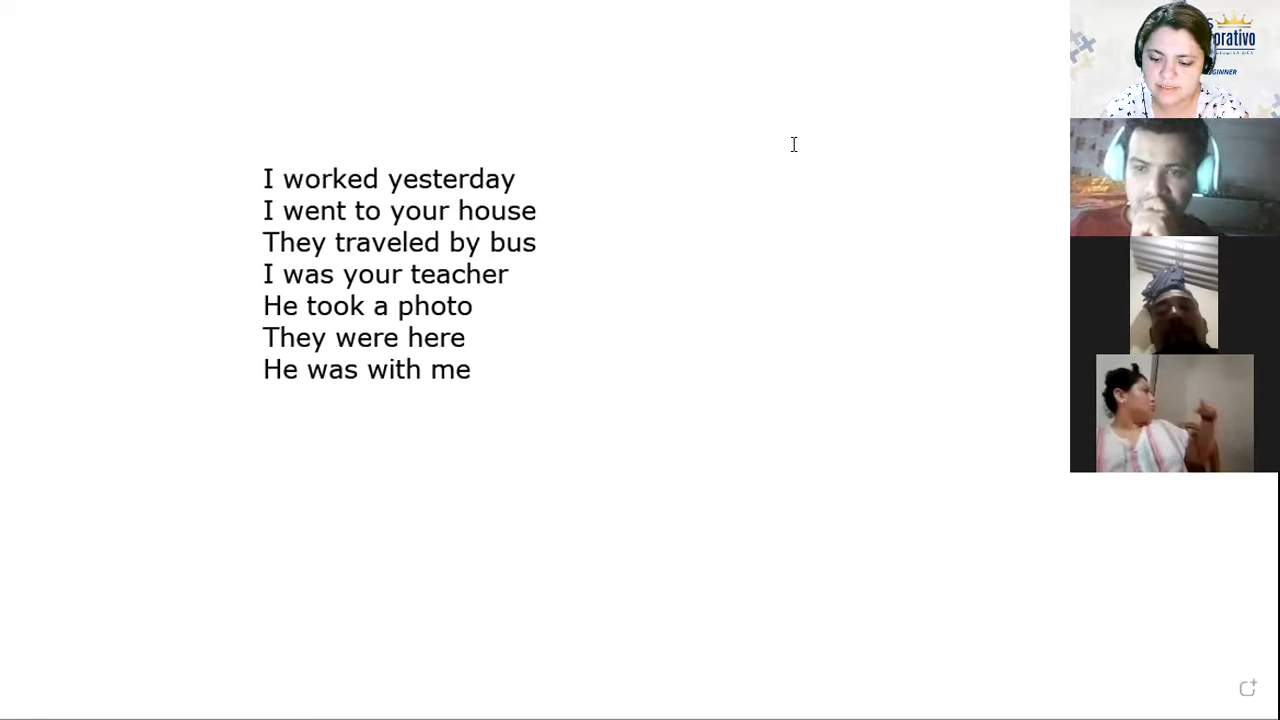 I worked yesterday
I went to your house
They traveled by bus
I was your teacher
He took a photo
They were here
He was with me
orativo
GINNER